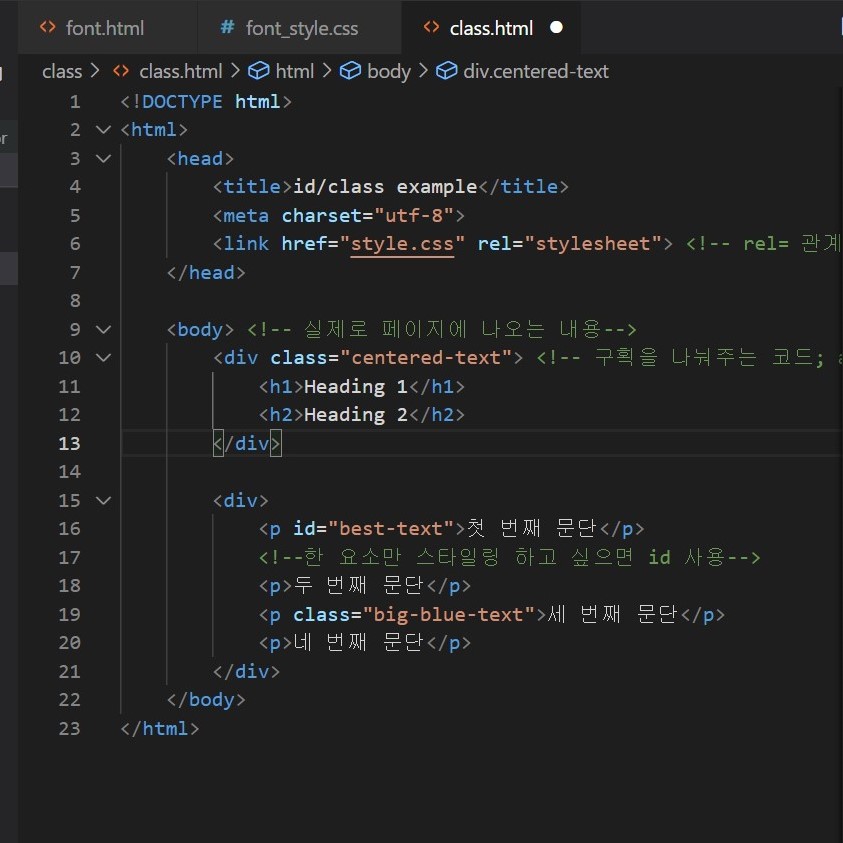 font.html
# font_style.css
class.html
class > class.html > html > body > div.centered-text
1 <!DOCTYPE html>
2 <html>
3 <head>
4 <title>id/class example</title>
5 <meta charset="utf-8">
6 <link href="style.css" rel="stylesheet"> <!-- rel= 관계
7 </head>
8
9 <body> <!-- 실제로 페이지에 나오는 내용-->
10 <div class="centered-text"> <!-- 구획을 나눠주는 코드;
11 <h1>Heading 1</h1>
12 <h2>Heading 2</h2>
13 </div>
14
15 <div>
16 <p id="best-text">첫 번째 문단</p>
17 <!--한 요소만 스타일링 하고 싶으면 id 사용-->
18 <p>두 번째 문단</p>
19 <p class="big-blue-text">세 번째 문단</p>
20 <p>네 번째 문단</p>
21 </div>
22 </body>
23 </html>